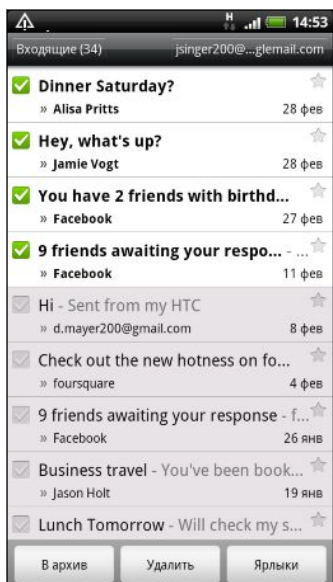 H 14:53
Входящие (34) jsinger200@...glemail.com
Dinner Saturday?
» Alisa Pritts 28 фев
Hey, what's up?
» Jamie Vogt 28 фев
You have 2 friends with birthd...
» Facebook 27 фев
9 friends awaiting your respo... - ...
» Facebook 11 фев
Hi - Sent from my HTC
» d.mayer200@gmail.com 8 фев
Check out the new hotness on fo...
» foursquare 4 фев
9 friends awaiting your response - f...
» Facebook 26 янв
Business travel - You've been book...
» Jason Holt 19 янв
Lunch Tomorrow - Will check my s...
В архив Удалить Ярлыки